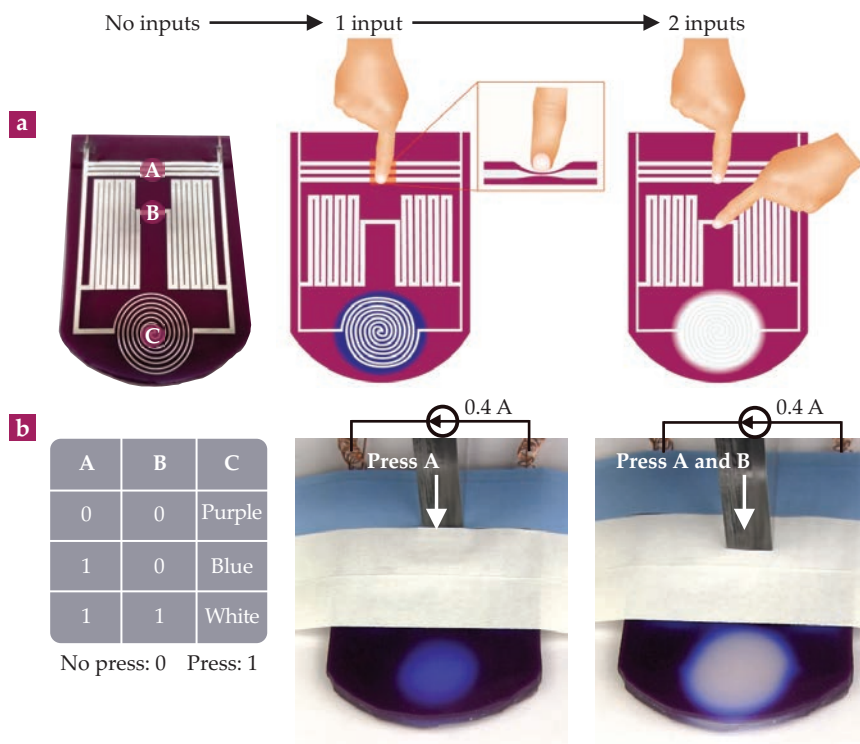 No inputs 1 input 2 inputs
a
A
B
C
b
0.4 A 0.4 A
Press A Press A and B
A B C
0 0 Purple
1 0 Blue
1 1 White
No press: 0 Press: 1